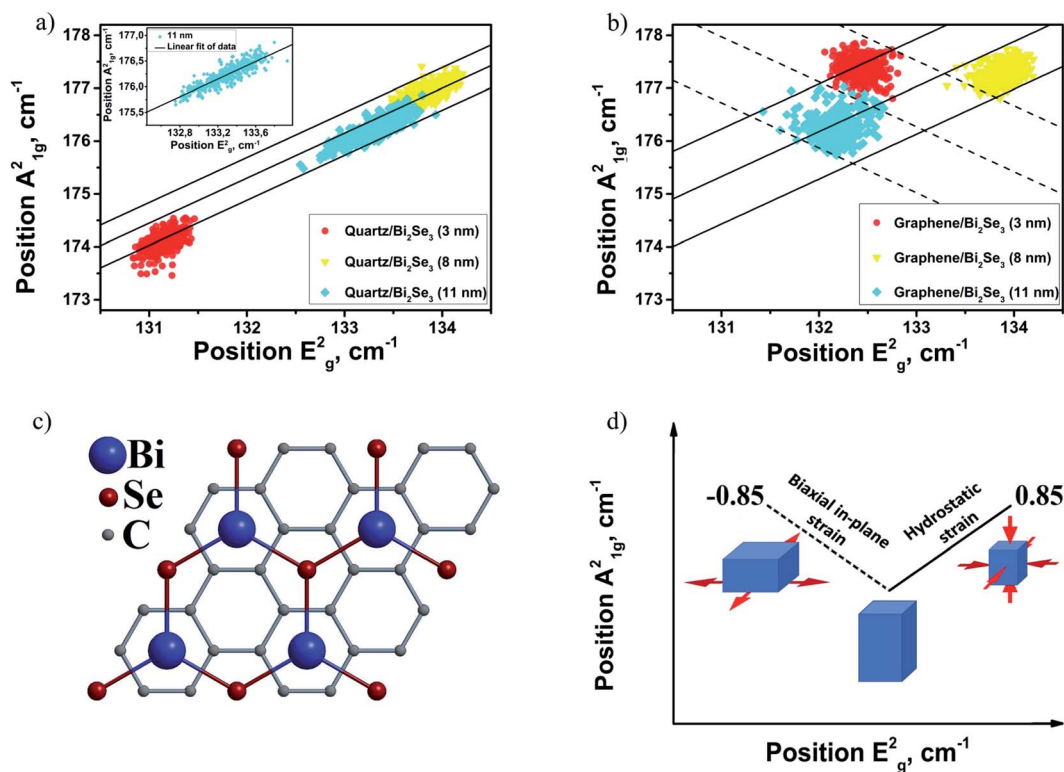 a)
178
177
176
175
174
173
Position A²₁g, cm⁻¹
177,0
176,5
176,0
175,5
Position A²₁g, cm⁻¹
11 nm
Linear fit of data
132,8 133,2 133,6
Position E²g, cm⁻¹
Quartz/Bi₂Se₃ (3 nm)
Quartz/Bi₂Se₃ (8 nm)
Quartz/Bi₂Se₃ (11 nm)
131 132 133 134
Position E²g, cm⁻¹
b)
178
177
176
175
174
173
Position A²₁g, cm⁻¹
Graphene/Bi₂Se₃ (3 nm)
Graphene/Bi₂Se₃ (8 nm)
Graphene/Bi₂Se₃ (11 nm)
131 132 133 134
Position E²g, cm⁻¹
c)
Bi
Se
C
d)
Position A²₁g, cm⁻¹
-0.85
Biaxial in-plane
strain
Hydrostatic
strain
0.85
Position E²g, cm⁻¹